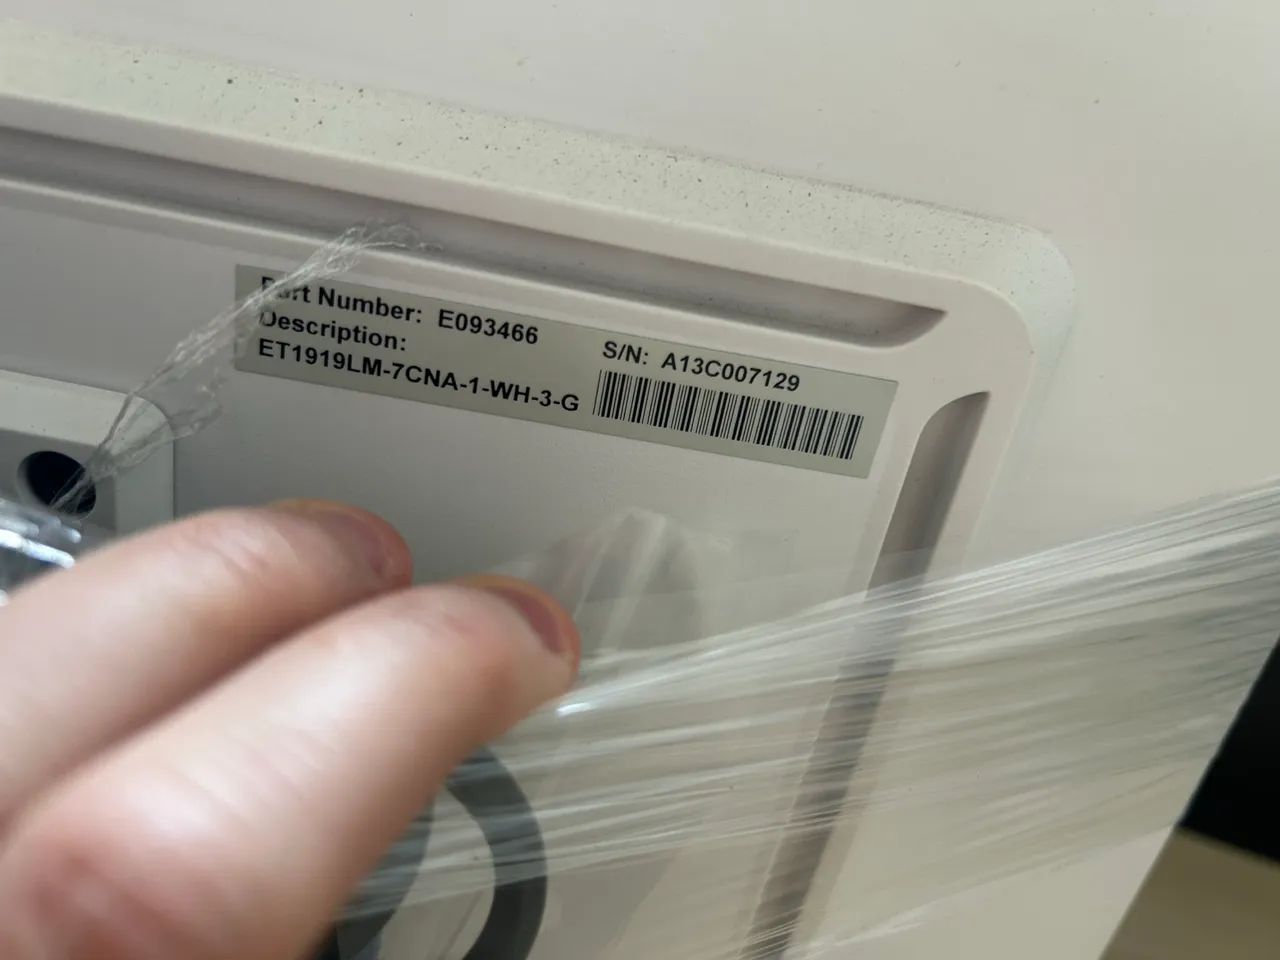 Part Number: E093466
Description:
ET1919LM-7CNA-1-WH-3-G
S/N: A13C007129